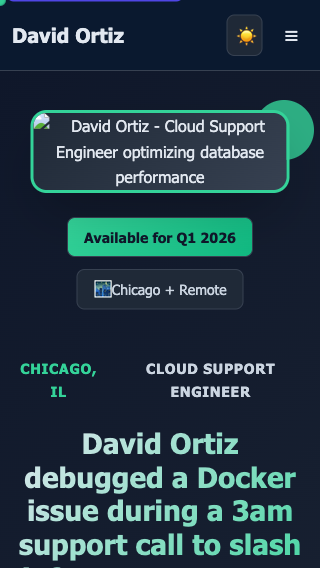 David Ortiz
David Ortiz - Cloud Support
Engineer optimizing database
performance
Available for Q1 2026
Chicago + Remote
CHICAGO,
IL
CLOUD SUPPORT
ENGINEER
David Ortiz
debugged a Docker
issue during a 3am
support call to slash